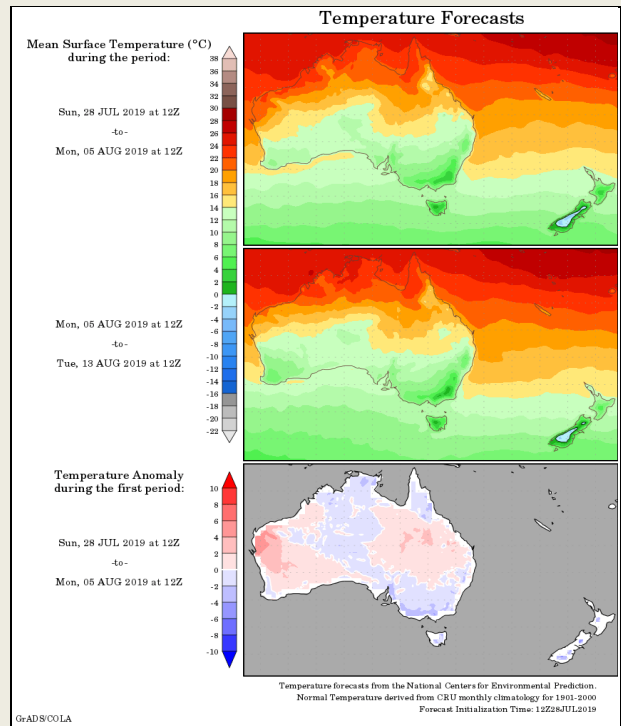 Temperature Forecasts
Mean Surface Temperature (°C)
during the period:
38
36
34
32
30
28
26
24
22
20
18
16
14
12
10
8
6
4
2
0
-2
-4
-6
-8
-10
-12
-14
-16
-18
-20
-22
Sun, 28 JUL 2019 at 12Z
-to-
Mon, 05 AUG 2019 at 12Z
Mon, 05 AUG 2019 at 12Z
-to-
Tue, 13 AUG 2019 at 12Z
Temperature Anomaly
during the first period:
10
8
6
4
2
0
-2
-4
-6
-8
-10
Sun, 28 JUL 2019 at 12Z
-to-
Mon, 05 AUG 2019 at 12Z
Temperature forecasts from the National Centers for Environmental Prediction.
Normal Temperature derived from CRU monthly climatology for 1901-2000
Forecast Initialization Time: 12Z28JUL2019
GrADS/COLA